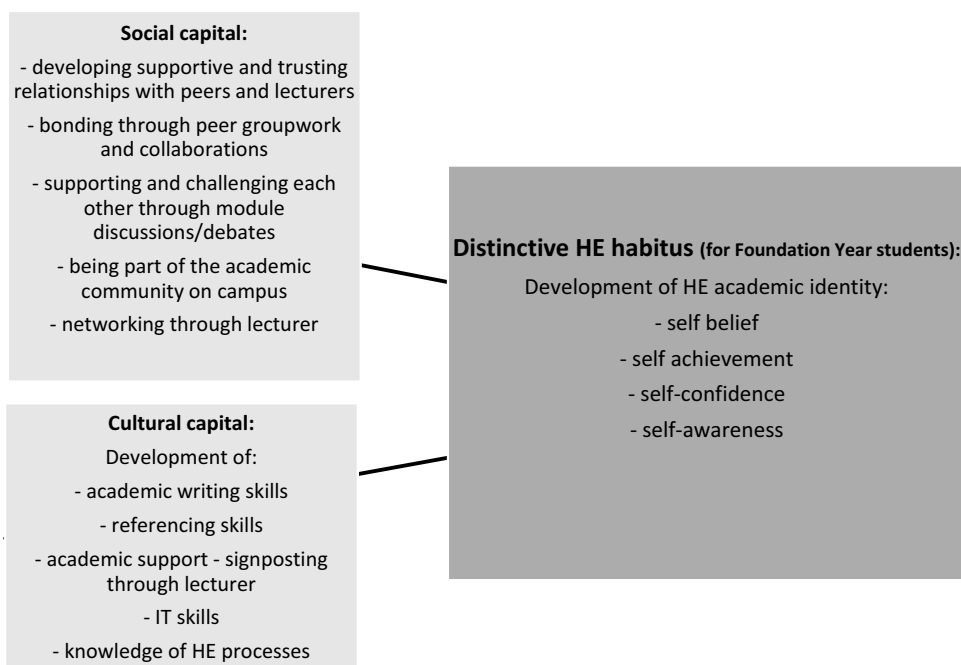 Social capital:
- developing supportive and trusting
relationships with peers and lecturers
- bonding through peer groupwork
and collaborations
- supporting and challenging each
other through module
discussions/debates
- being part of the academic
community on campus
- networking through lecturer
Cultural capital:
Development of:
- academic writing skills
- referencing skills
- academic support - signposting
through lecturer
- IT skills
- knowledge of HE processes
Distinctive HE habitus (for Foundation Year students):
Development of HE academic identity:
- self belief
- self achievement
- self-confidence
- self-awareness